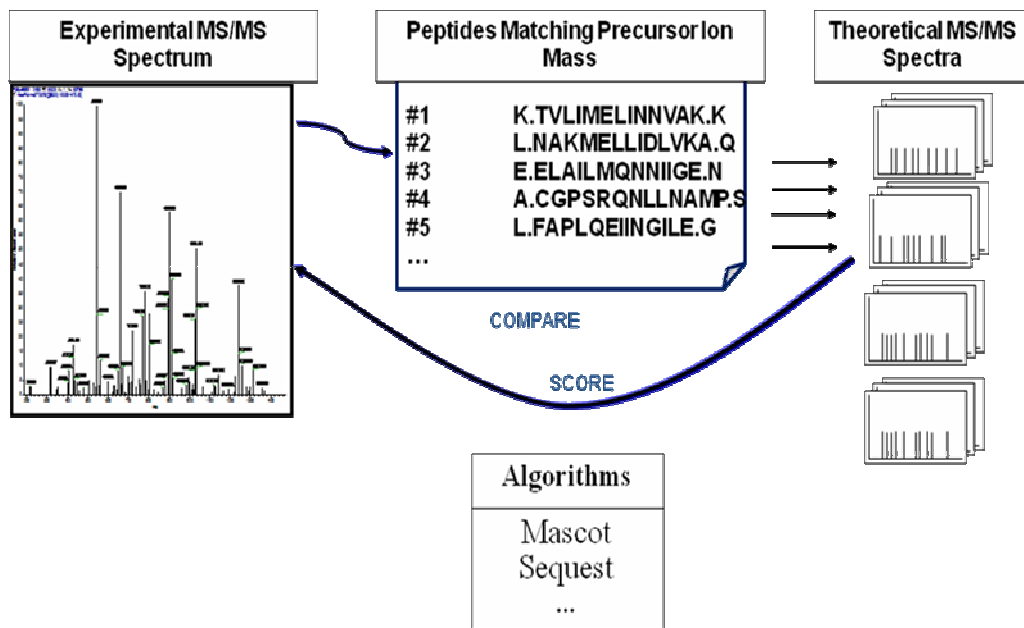 Experimental MS/MS
Spectrum
Peptides Matching Precursor Ion
Mass
Theoretical MS/MS
Spectra
#1 K.TVLIMELINNVAK.K
#2 L.NAKMELLIDLVKA.Q
#3 E.ELAILMQNNIIGE.N
#4 A.CGPSRQNLLNAMP.S
#5 L.FAPLQEIINGILE.G
...
COMPARE
SCORE
Algorithms
Mascot
Sequest
...